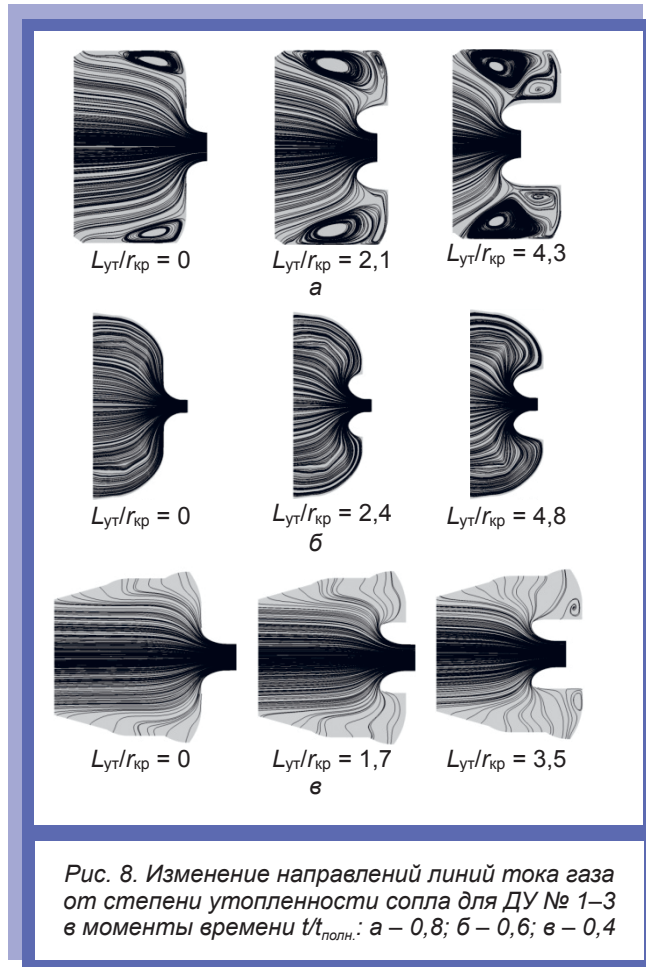 Lут/rкр = 0 Lут/rкр = 2,1 Lут/rкр = 4,3
а
Lут/rкр = 0 Lут/rкр = 2,4 Lут/rкр = 4,8
б
Lут/rкр = 0 Lут/rкр = 1,7 Lут/rкр = 3,5
в
Рис. 8. Изменение направлений линий тока газа
от степени утопленности сопла для ДУ № 1–3
в моменты времени t/tполн.: а – 0,8; б – 0,6; в – 0,4